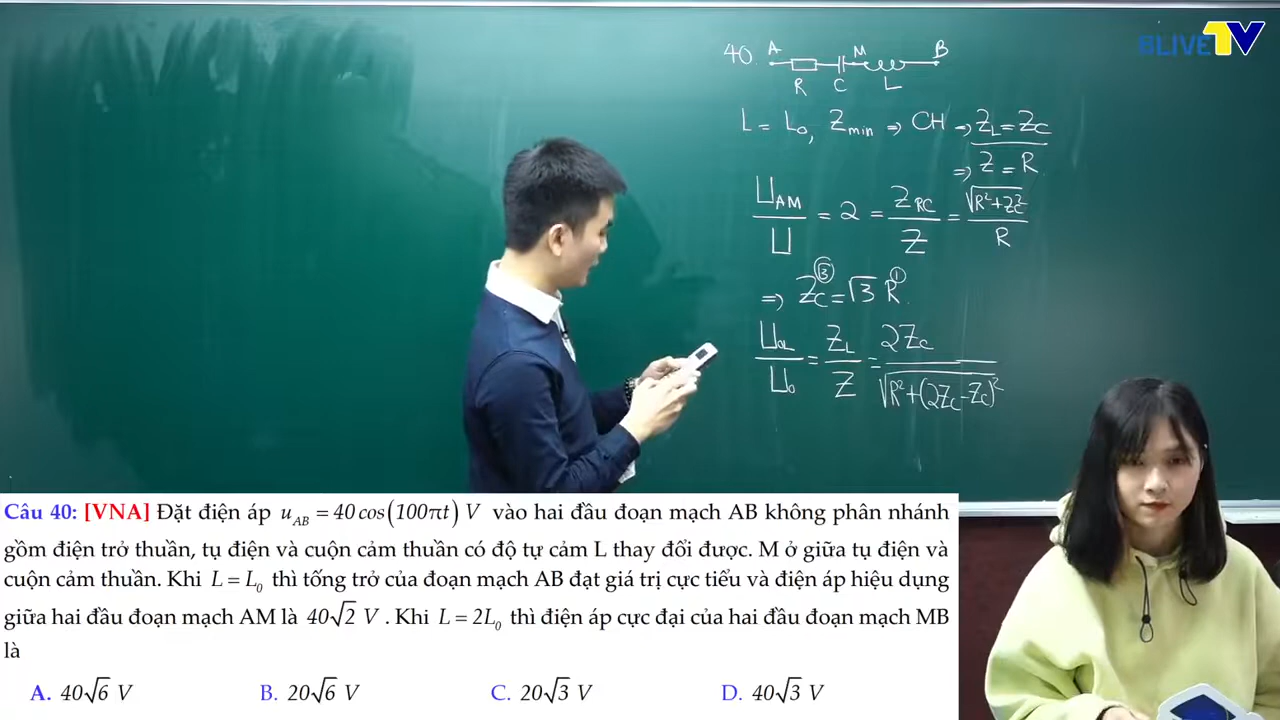 BLIVE TV
40. A M B
R C L
L = L₀, Z min ⇒ CH ⇒ Z_L = Z_C
⇒ Z = R
U_AM / U = 2 = Z_RC / Z = √(R² + Z_C²) / R
⇒ Z_C ③ = √3 R ①
U_0L / U_0 = Z_L / Z = 2Z_C / √(R² + (2Z_C - Z_C)²)
Câu 40: [VNA] Đặt điện áp u_AB = 40cos(100πt) V vào hai đầu đoạn mạch AB không phân nhánh
gồm điện trở thuần, tụ điện và cuộn cảm thuần có độ tự cảm L thay đổi được. M ở giữa tụ điện và
cuộn cảm thuần. Khi L = L₀ thì tổng trở của đoạn mạch AB đạt giá trị cực tiểu và điện áp hiệu dụng
giữa hai đầu đoạn mạch AM là 40√2 V. Khi L = 2L₀ thì điện áp cực đại của hai đầu đoạn mạch MB
là
A. 40√6 V B. 20√6 V C. 20√3 V D. 40√3 V